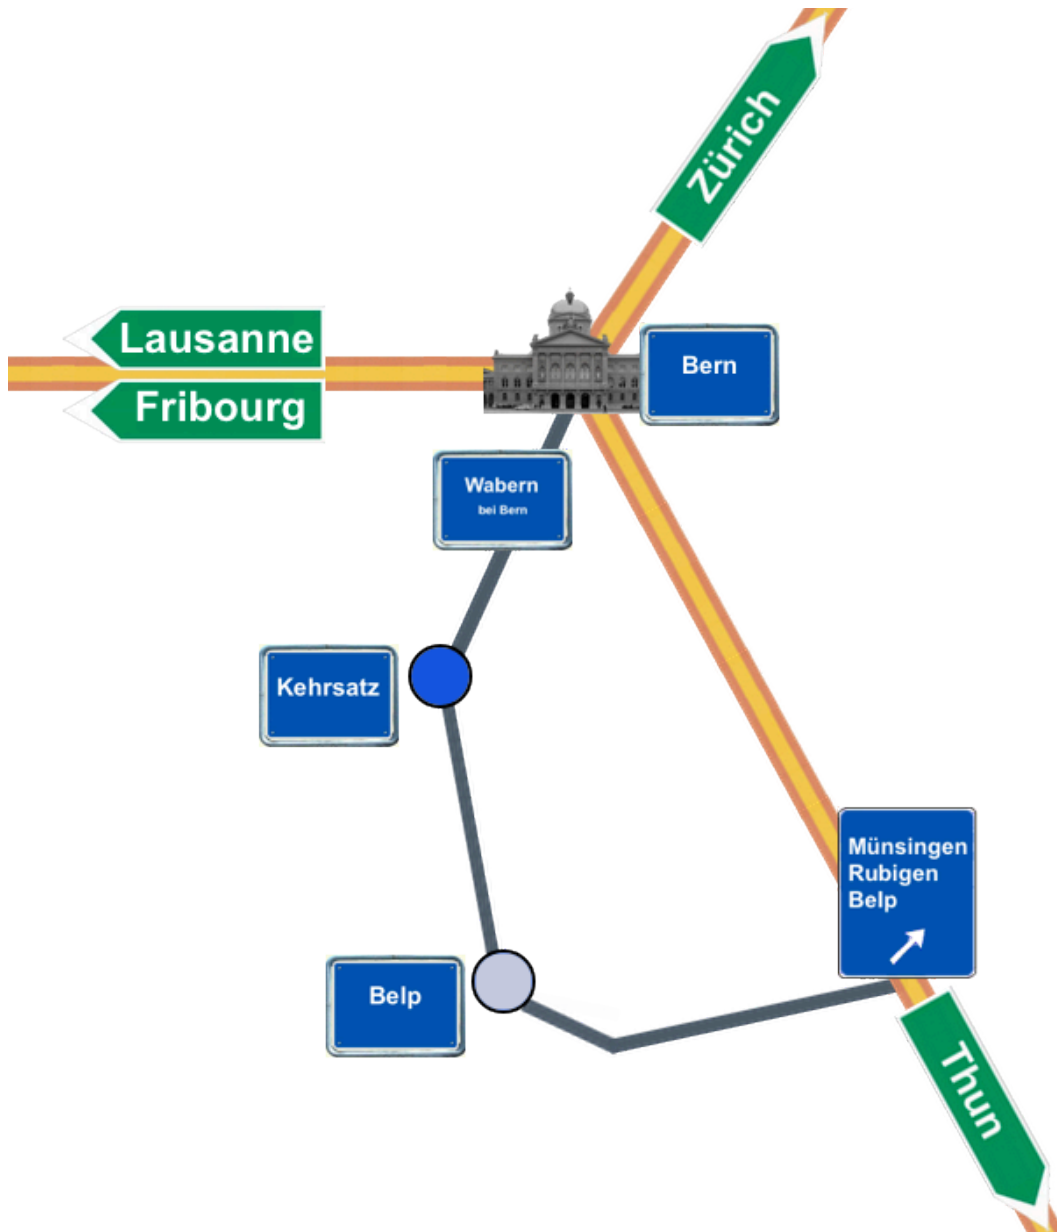 Zürich
Lausanne
Fribourg
Bern
Wabern
bei Bern
Kehrsatz
Münsingen
Rubigen
Belp
Belp
Thun